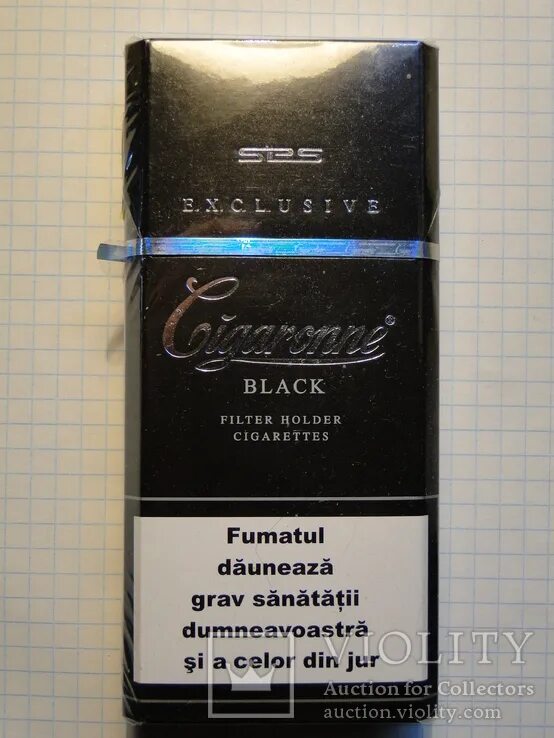 SPS
EXCLUSIVE
Cigaronne®
BLACK
FILTER HOLDER
CIGARETTES
Fumatul
dăunează
grav sănătăţii
dumneavoastră
şi a celor din jur
VIOLITY
Auction for Collectors
auction.violity.com